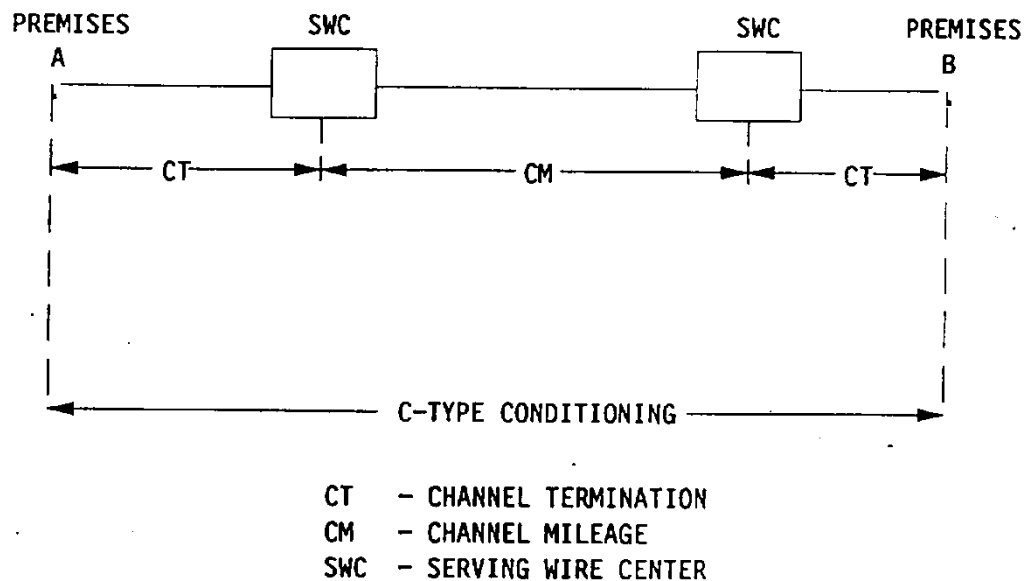 PREMISES SWC SWC PREMISES
A B
CT CM CT
C-TYPE CONDITIONING
CT - CHANNEL TERMINATION
CM - CHANNEL MILEAGE
SWC - SERVING WIRE CENTER